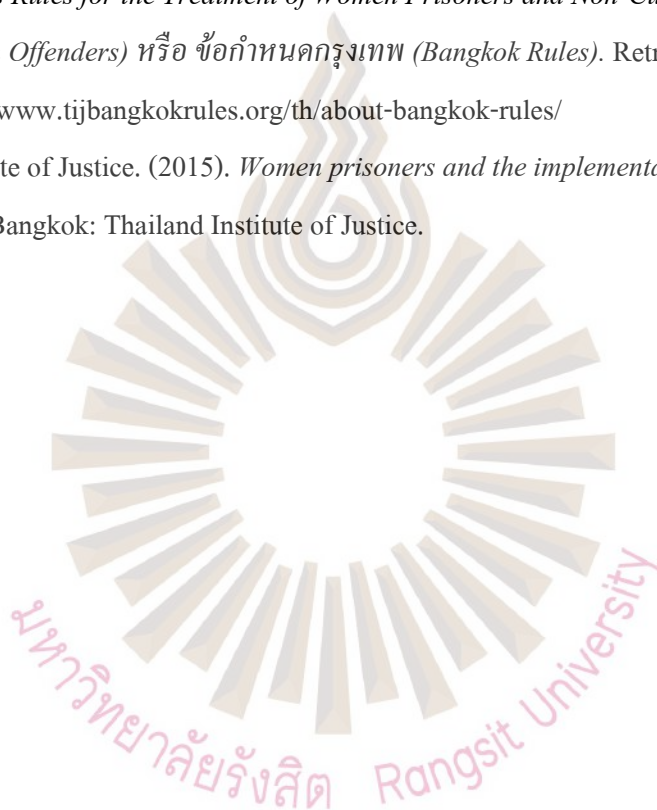 s Rules for the Treatment of Women Prisoners and Non-Cu
Offenders) หรือ ข้อกำหนดกรุงเทพ (Bangkok Rules). Retr
www.tijbangkokrules.org/th/about-bangkok-rules/
te of Justice. (2015). Women prisoners and the implementa
Bangkok: Thailand Institute of Justice.
มหาวิทยาลัยรังสิต Rangsit University